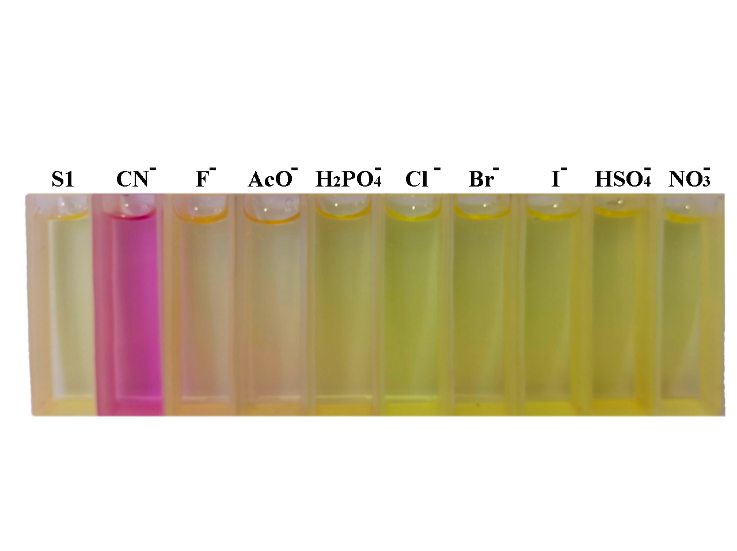 S1 CN⁻ F⁻ AcO⁻ H₂PO₄⁻ Cl⁻ Br⁻ I⁻ HSO₄⁻ NO₃⁻